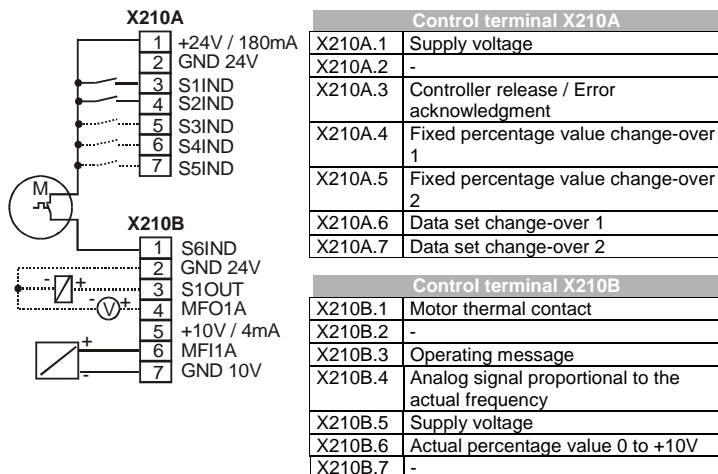 X210A
1 +24V / 180mA
2 GND 24V
3 S1IND
4 S2IND
5 S3IND
6 S4IND
7 S5IND
M
X210B
1 S6IND
2 GND 24V
3 S1OUT
4 MFO1A
5 +10V / 4mA
6 MFI1A
7 GND 10V
- +
- V +
+
-
Control terminal X210A
X210A.1 Supply voltage
X210A.2 -
X210A.3 Controller release / Error
acknowledgment
X210A.4 Fixed percentage value change-over
1
X210A.5 Fixed percentage value change-over
2
X210A.6 Data set change-over 1
X210A.7 Data set change-over 2
Control terminal X210B
X210B.1 Motor thermal contact
X210B.2 -
X210B.3 Operating message
X210B.4 Analog signal proportional to the
actual frequency
X210B.5 Supply voltage
X210B.6 Actual percentage value 0 to +10V
X210B.7 -